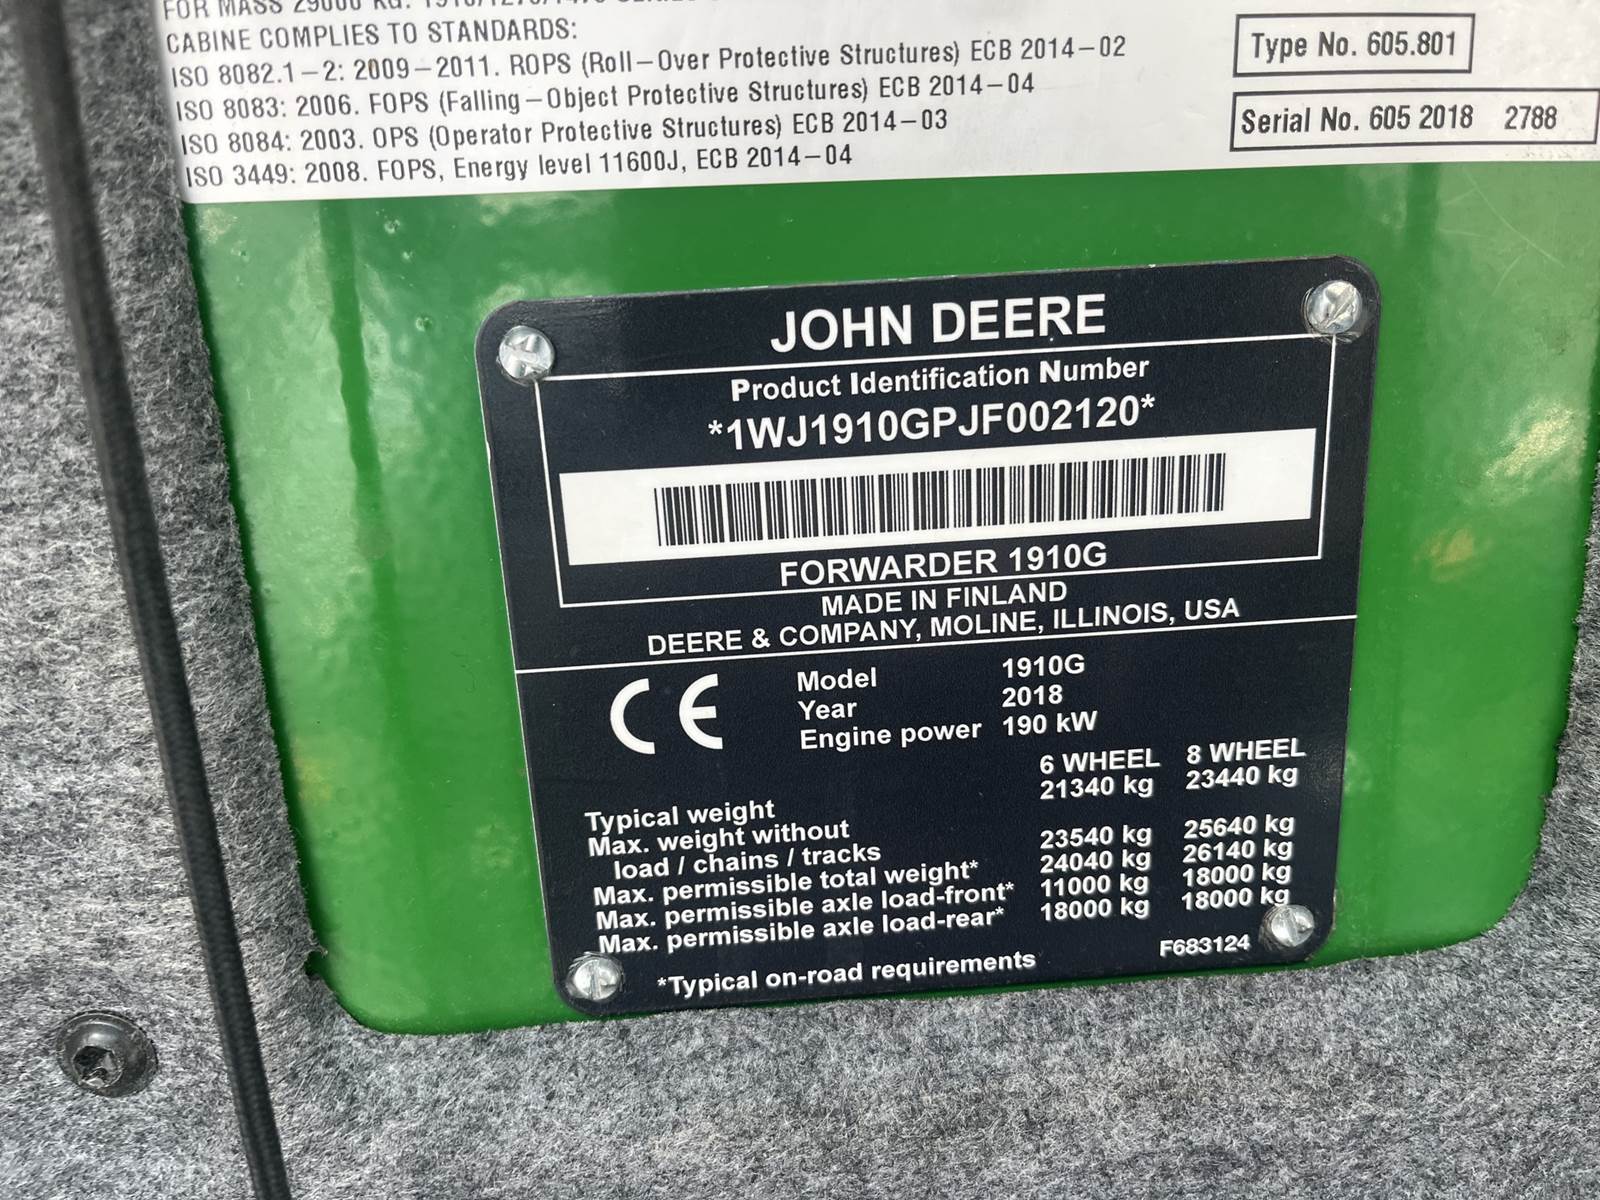 FOR MASS 29000 KG:
CABINE COMPLIES TO STANDARDS:
ISO 8082.1-2: 2009-2011. ROPS (Roll-Over Protective Structures) ECB 2014-02
ISO 8083: 2006. FOPS (Falling-Object Protective Structures) ECB 2014-04
ISO 8084: 2003. OPS (Operator Protective Structures) ECB 2014-03
ISO 3449: 2008. FOPS, Energy level 11600J, ECB 2014-04
Type No. 605.801
Serial No. 605 2018 2788
JOHN DEERE
Product Identification Number
*1WJ1910GPJF002120*
FORWARDER 1910G
MADE IN FINLAND
DEERE & COMPANY, MOLINE, ILLINOIS, USA
CE
Model 1910G
Year 2018
Engine power 190 kW
6 WHEEL 8 WHEEL
Typical weight 21340 kg 23440 kg
Max. weight without
load / chains / tracks 23540 kg 25640 kg
Max. permissible total weight* 24040 kg 26140 kg
Max. permissible axle load-front* 11000 kg 18000 kg
Max. permissible axle load-rear* 18000 kg 18000 kg
*Typical on-road requirements
F683124